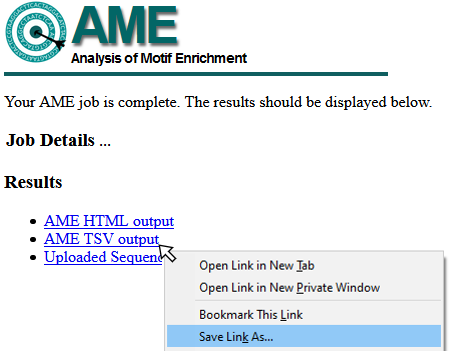 AME
Analysis of Motif Enrichment
Your AME job is complete. The results should be displayed below.
Job Details ...
Results
AME HTML output
AME TSV output
Uploaded Sequenc
Open Link in New Tab
Open Link in New Private Window
Bookmark This Link
Save Link As...